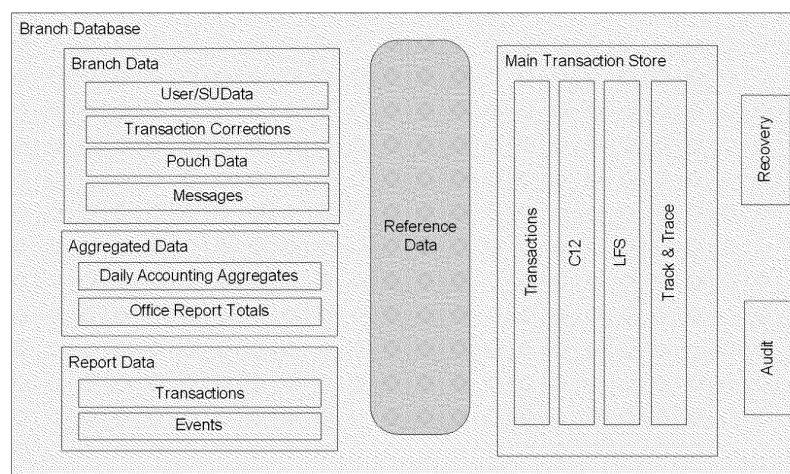 Branch Database
Branch Data
User/SUData
Transaction Corrections
Pouch Data
Messages
Aggregated Data
Daily Accounting Aggregates
Office Report Totals
Report Data
Transactions
Events
Reference
Data
Main Transaction Store
Transactions
C12
LFS
Track & Trace
Recovery
Audit